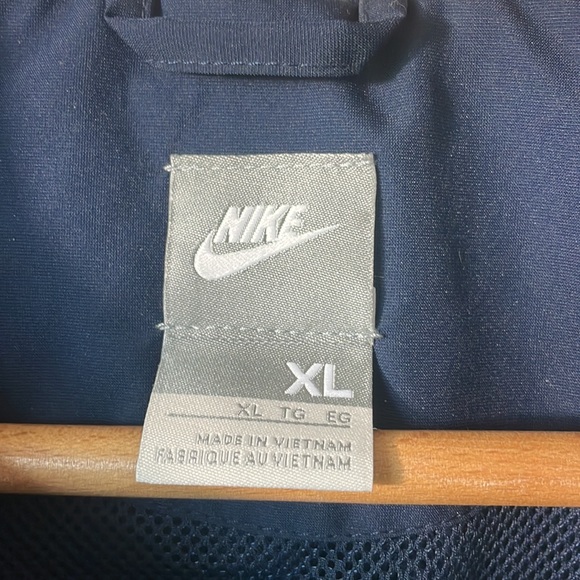 NIKE
XL
XL TG EG
MADE IN VIETNAM
FABRIQUE AU VIETNAM